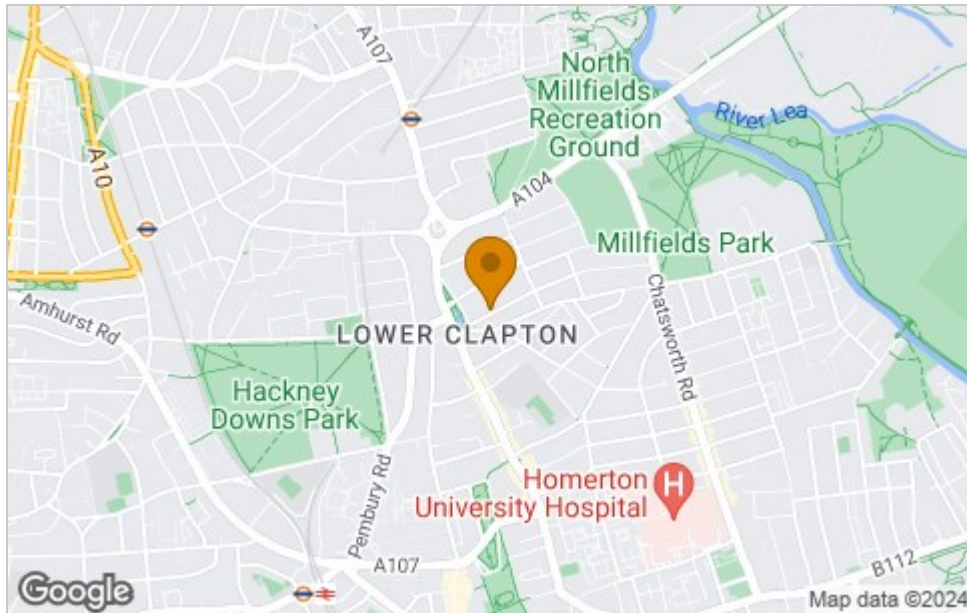 A107
North
Millfields
Recreation
Ground
River Lea
A10
A104
Millfields Park
Amhurst Rd
LOWER CLAPTON
Chatsworth Rd
Hackney
Downs Park
Pembury Rd
Homerton
University Hospital
H
A107
B112
Google
Map data ©2024